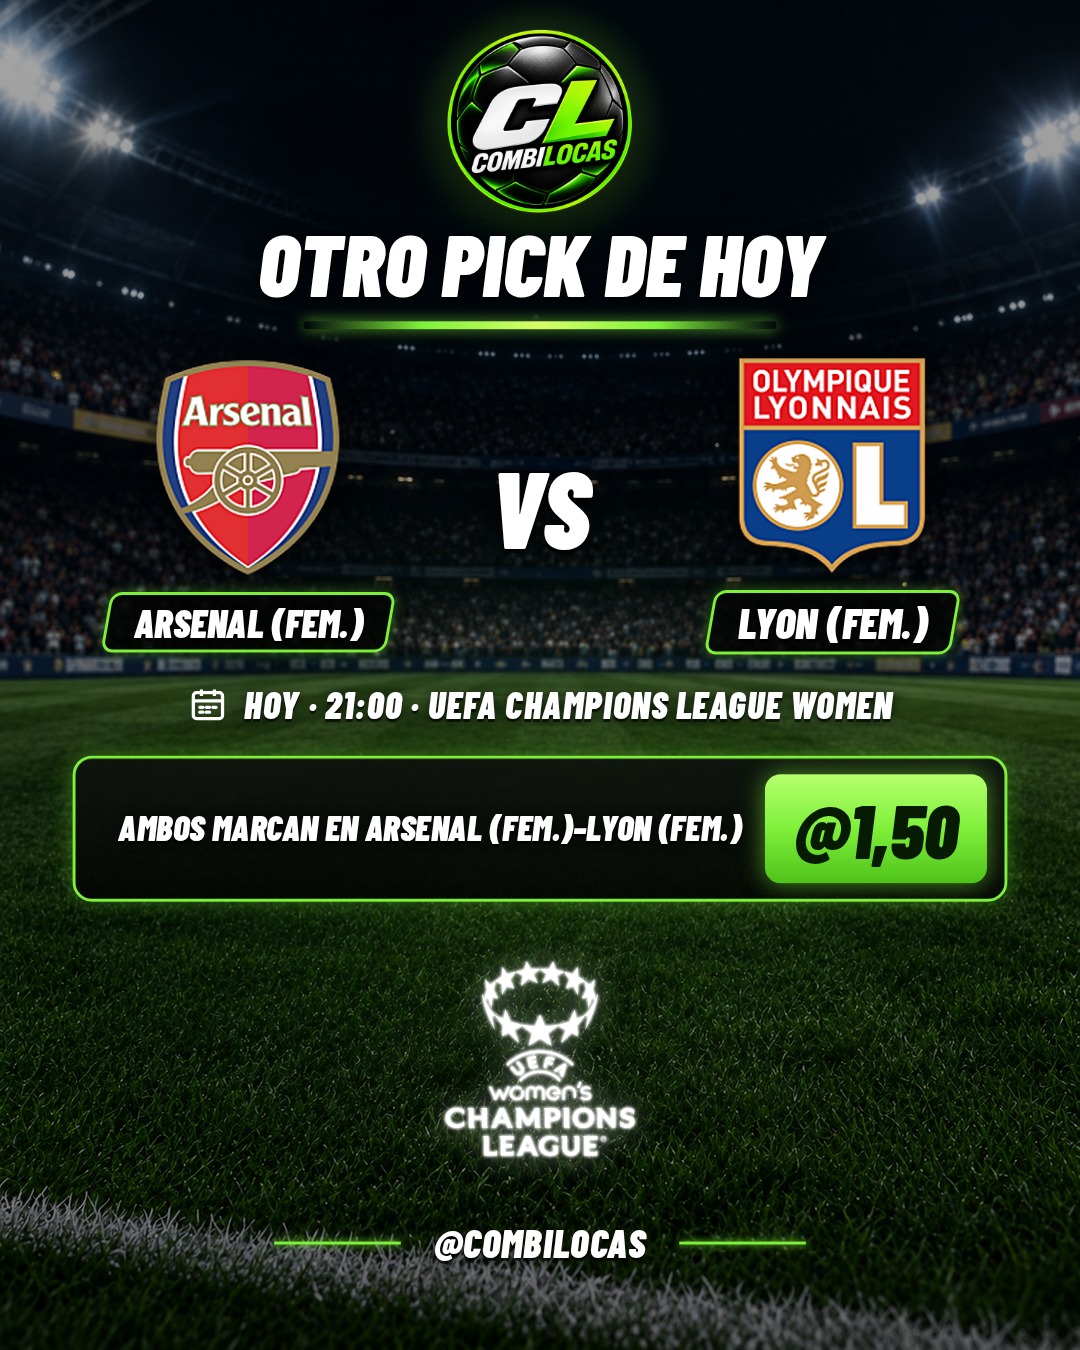 CL
COMBILOCAS
OTRO PICK DE HOY
Arsenal
OLYMPIQUE
LYONNAIS
OL
VS
ARSENAL (FEM.)
LYON (FEM.)
HOY · 21:00 · UEFA CHAMPIONS LEAGUE WOMEN
AMBOS MARCAN EN ARSENAL (FEM.)-LYON (FEM.)
@1,50
UEFA
women's
CHAMPIONS
LEAGUE®
@COMBILOCAS